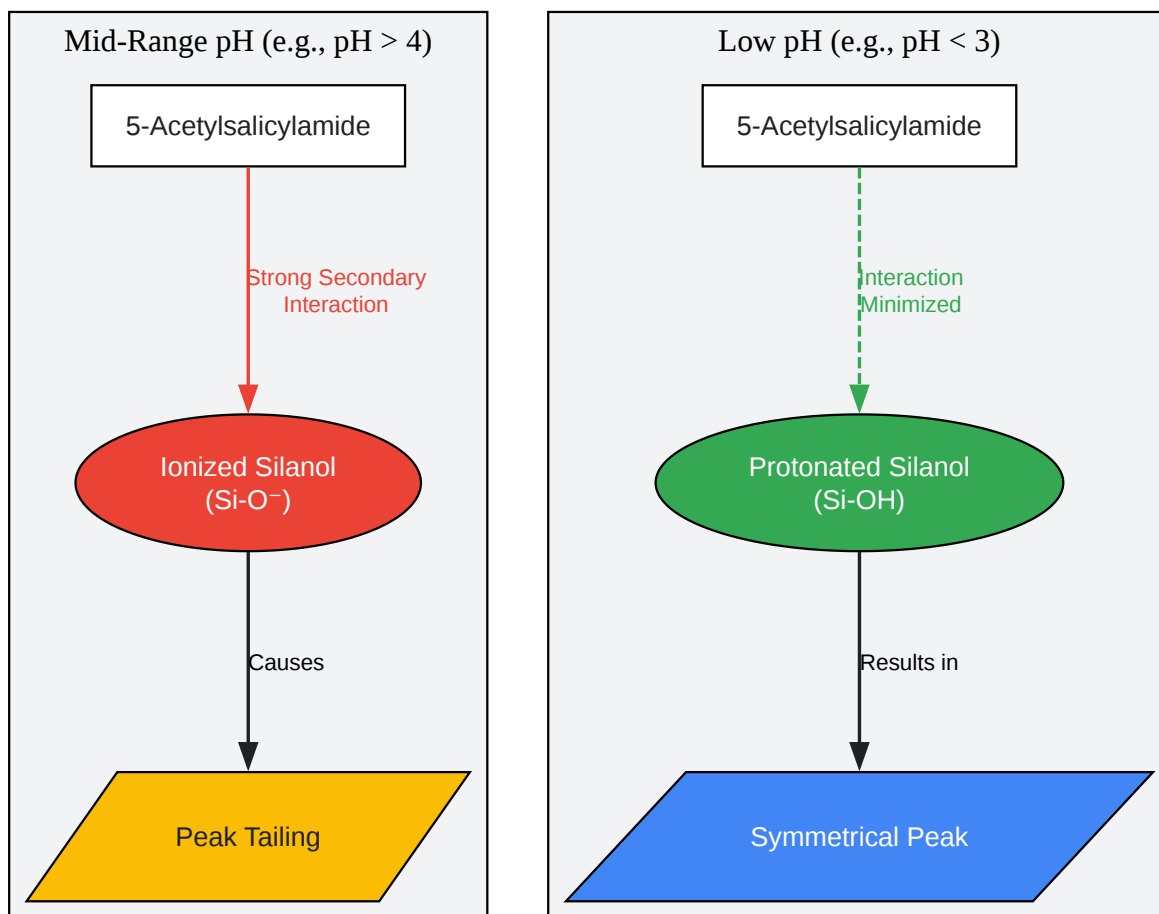 Mid-Range pH (e.g., pH > 4)
5-Acetylsalicylamide
Strong Secondary
Interaction
Ionized Silanol
(Si-O⁻)
Causes
Peak Tailing
Low pH (e.g., pH < 3)
5-Acetylsalicylamide
Interaction
Minimized
Protonated Silanol
(Si-OH)
Results in
Symmetrical Peak